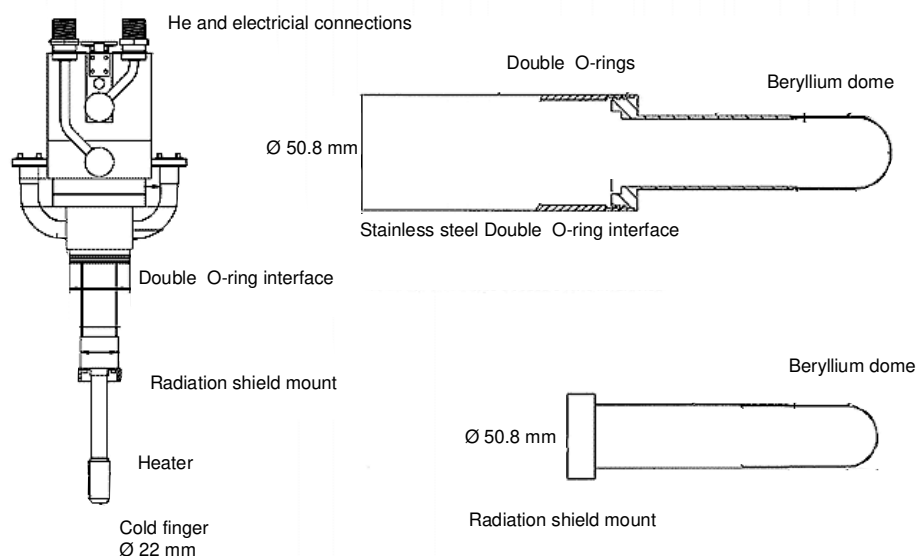 He and electricial connections
Double O-rings
Beryllium dome
Ø 50.8 mm
Stainless steel Double O-ring interface
Double O-ring interface
Radiation shield mount
Beryllium dome
Ø 50.8 mm
Heater
Radiation shield mount
Cold finger
Ø 22 mm